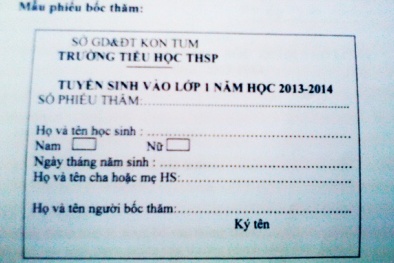 Mẫu phiếu bốc thăm:
SỞ GD&ĐT KON TUM
TRƯỜNG TIỂU HỌC THSP
TUYỂN SINH VÀO LỚP 1 NĂM HỌC 2013-2014
SỐ PHIẾU THĂM:
Họ và tên học sinh :
Nam Nữ
Ngày tháng năm sinh :
Họ và tên cha hoặc mẹ HS:
Họ và tên người bốc thăm:
Ký tên